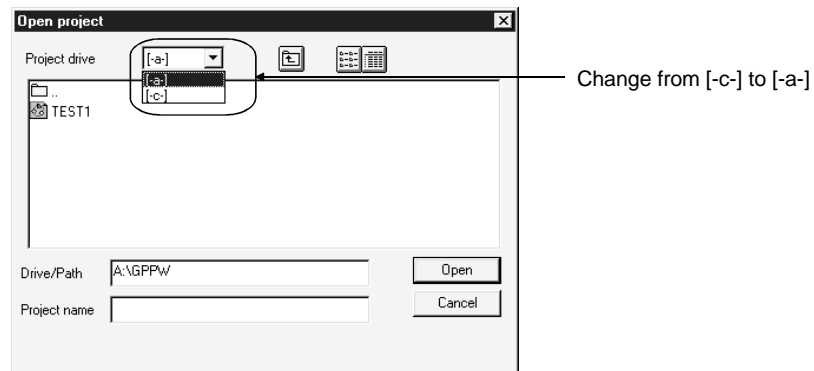 Open project
Project drive
[-a-]
[-a-]
[-c-]
Change from [-c-] to [-a-]
..
TEST1
Drive/Path
A:\GPPW
Open
Project name
Cancel